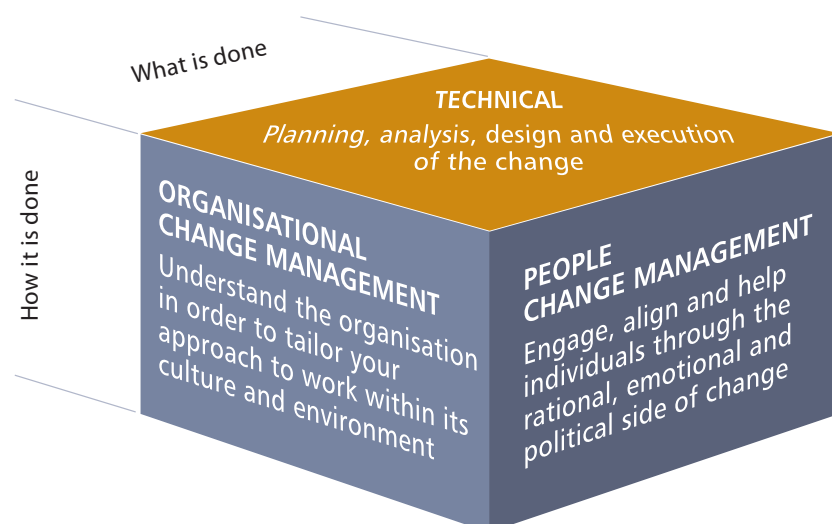 What is done
How it is done
TECHNICAL
Planning, analysis, design and execution
of the change
ORGANISATIONAL
CHANGE MANAGEMENT
Understand the organisation
in order to tailor your
approach to work within its
culture and environment
PEOPLE
CHANGE MANAGEMENT
Engage, align and help
individuals through the
rational, emotional and
political side of change